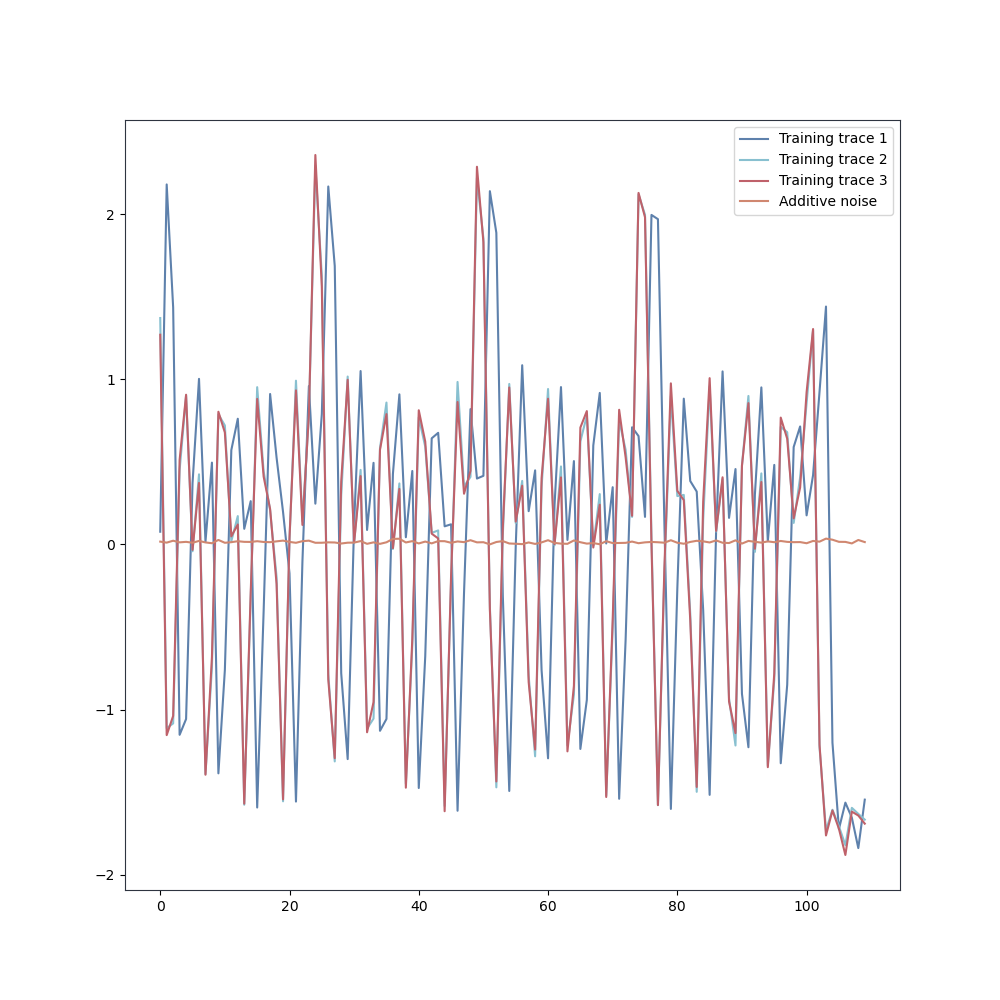 Training trace 1
Training trace 2
Training trace 3
Additive noise
2
1
0
−1
−2
0 20 40 60 80 100